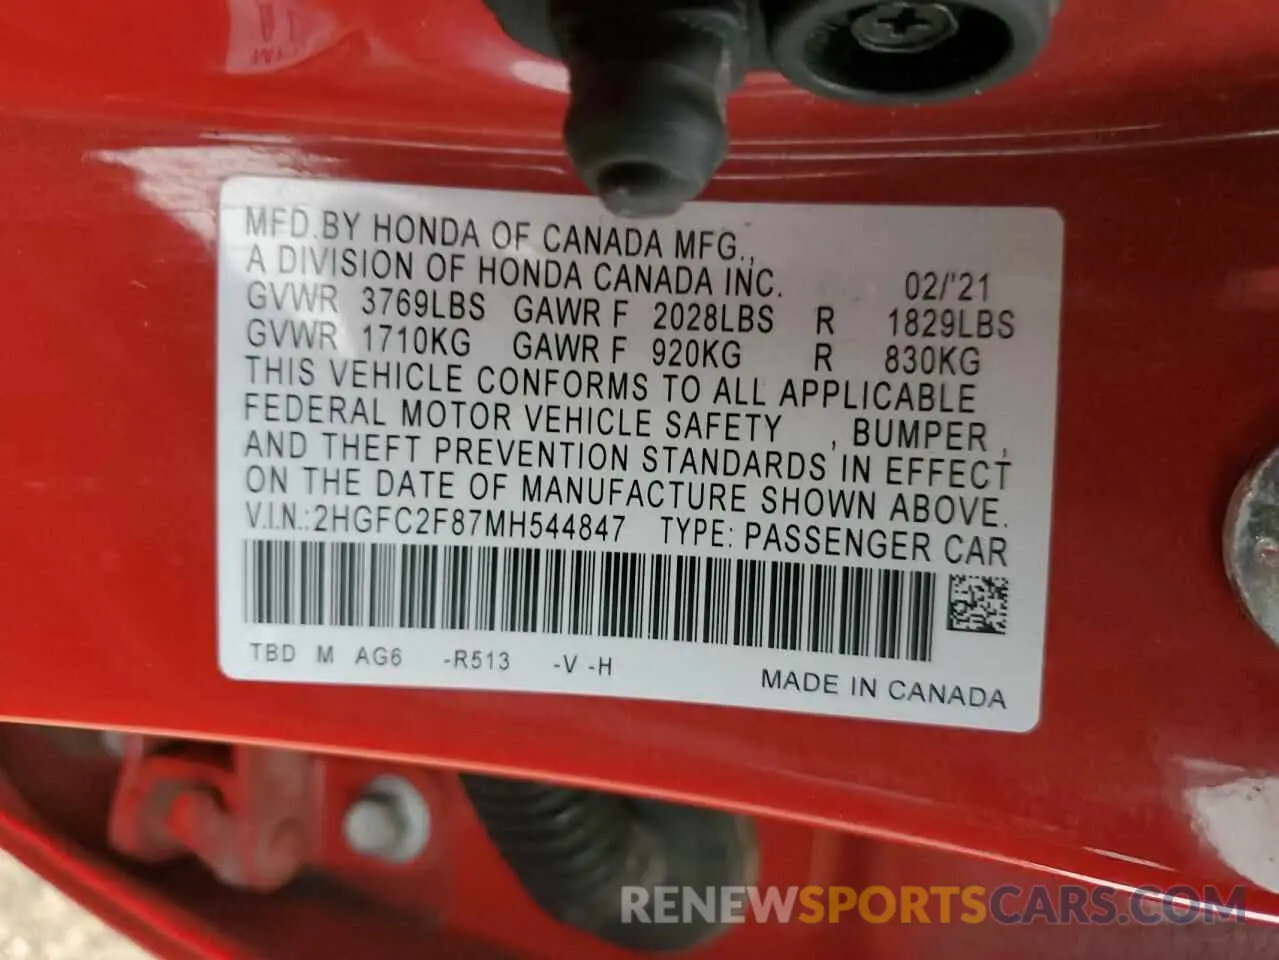 MFD.BY HONDA OF CANADA MFG.,
A DIVISION OF HONDA CANADA INC. 02/'21
GVWR 3769LBS GAWR F 2028LBS R 1829LBS
GVWR 1710KG GAWR F 920KG R 830KG
THIS VEHICLE CONFORMS TO ALL APPLICABLE
FEDERAL MOTOR VEHICLE SAFETY , BUMPER ,
AND THEFT PREVENTION STANDARDS IN EFFECT
ON THE DATE OF MANUFACTURE SHOWN ABOVE.
V.I.N.:2HGFC2F87MH544847 TYPE: PASSENGER CAR
TBD M AG6 -R513 -V -H
MADE IN CANADA
RENEWSPORTSCARS.COM